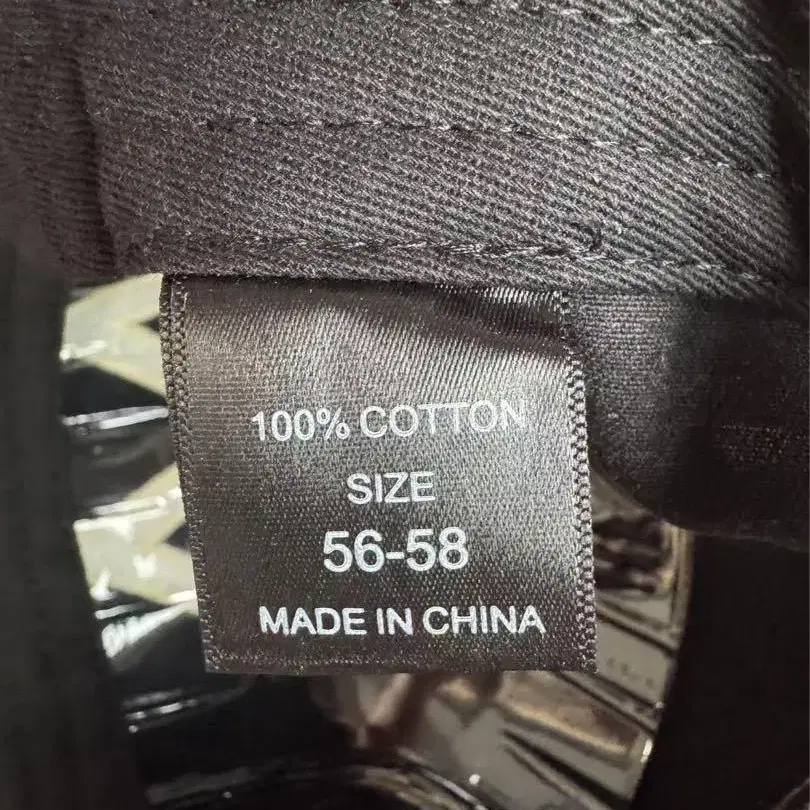 100% COTTON
SIZE
56-58
MADE IN CHINA